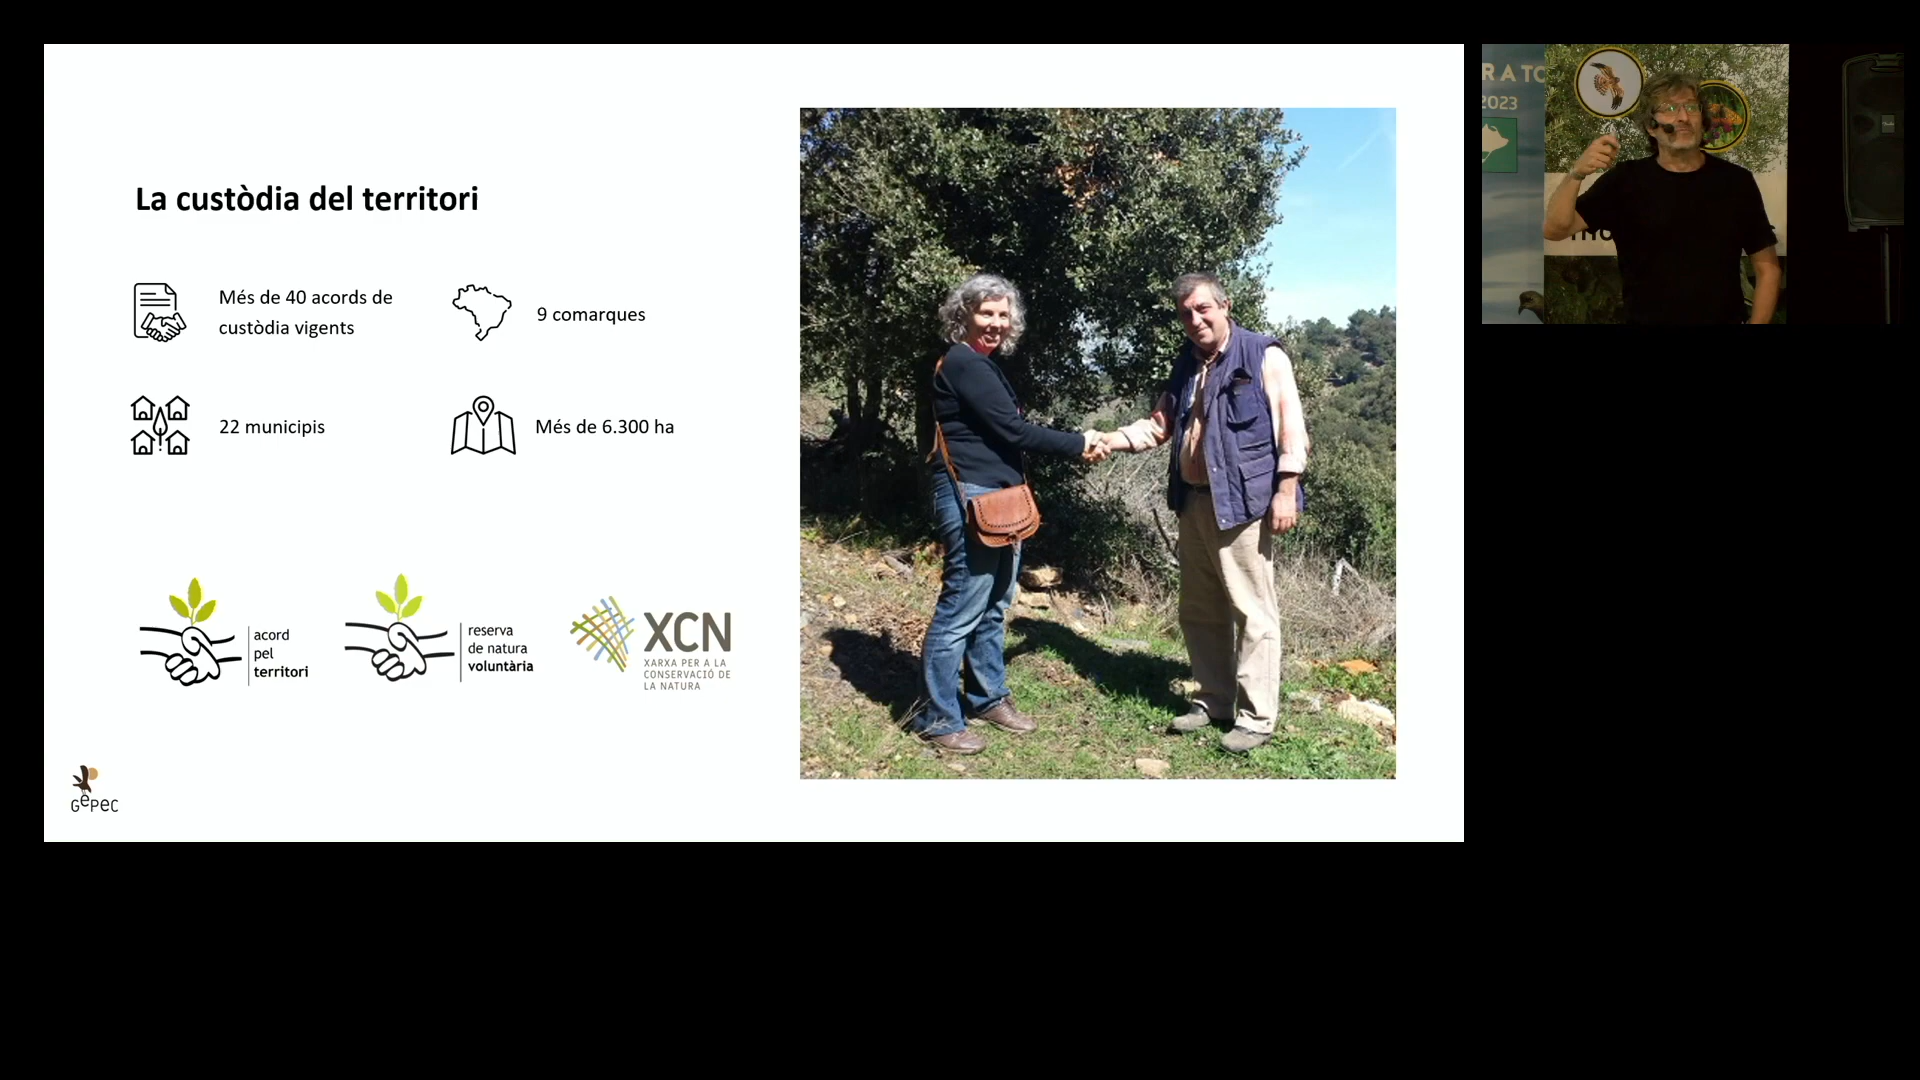 La custòdia del territori
Més de 40 acords de
custòdia vigents
9 comarques
22 municipis
Més de 6.300 ha
acord
pel
territori
reserva
de natura
voluntària
XCN
XARXA PER A LA
CONSERVACIÓ DE
LA NATURA
GEPEC
R A TO
2023